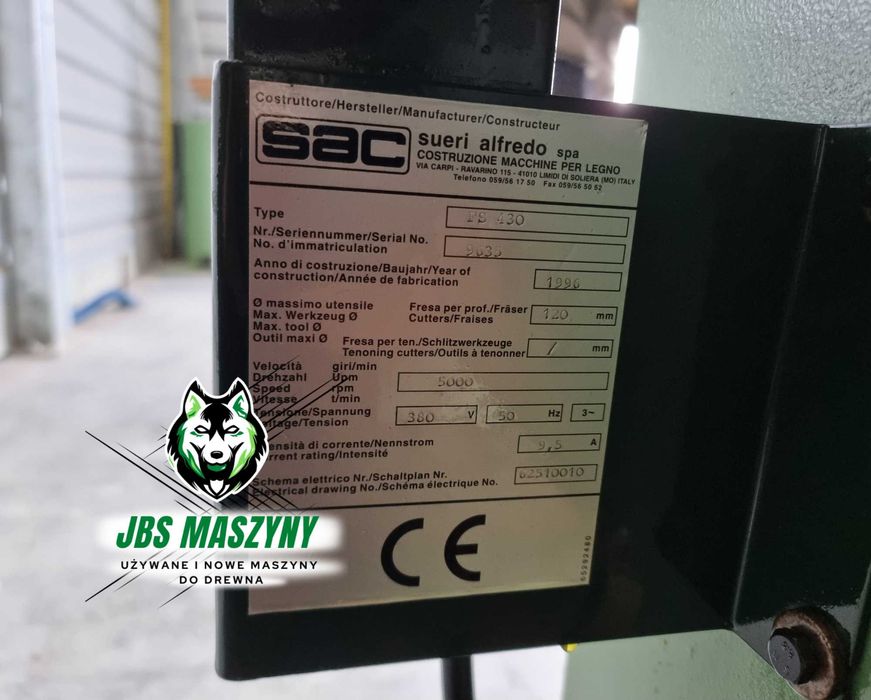 Costruttore/Hersteller/Manufacturer/Constructeur
sac
sueri alfredo spa
COSTRUZIONE MACCHINE PER LEGNO
VIA CARPI - RAVARINO 115 - 41010 LIMIDI DI SOLIERA (MO) ITALY
Telefono 059/56 17 50 Fax 059/56 50 52
Type FS 430
Nr./Seriennummer/Serial No.
No. d'immatriculation 9635
Anno di costruzione/Baujahr/Year of
construction/Année de fabrication 1996
Ø massimo utensile
Max. Werkzeug Ø
Max. tool Ø
Outil maxi Ø
Fresa per prof./Fräser
Cutters/Fraises 120 mm
Fresa per ten./Schlitzwerkzeuge
Tenoning cutters/Outils à tenonner / mm
Velocità giri/min
Drehzahl Upm
Speed rpm
Vitesse t/min
5000
Tensione/Spannung
Voltage/Tension 380 V 50 Hz 3~
Intensità di corrente/Nennstrom
Current rating/Intensité 9,5 A
Schema elettrico Nr./Schaltplan Nr.
Electrical drawing No./Schéma électrique No. 62510010
CE
65292480
JBS MASZYNY
UŻYWANE I NOWE MASZYNY
DO DREWNA